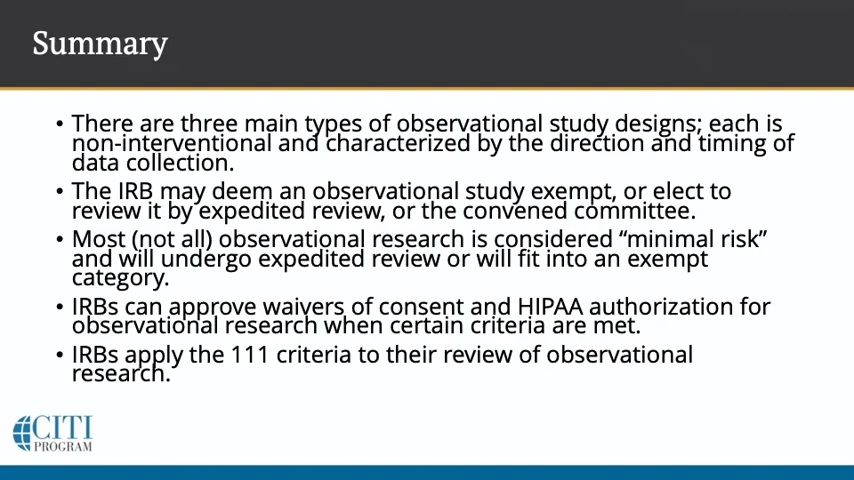 Summary
• There are three main types of observational study designs; each is
non-interventional and characterized by the direction and timing of
data collection.
• The IRB may deem an observational study exempt, or elect to
review it by expedited review, or the convened committee.
• Most (not all) observational research is considered “minimal risk”
and will undergo expedited review or will fit into an exempt
category.
• IRBs can approve waivers of consent and HIPAA authorization for
observational research when certain criteria are met.
• IRBs apply the 111 criteria to their review of observational
research.
CITI
PROGRAM